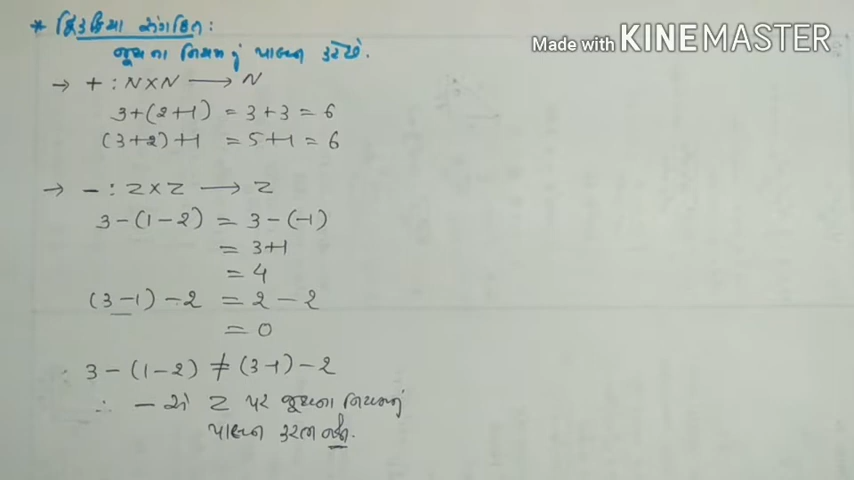 * દ્વિક્રિયા સંગઠિત :
જૂથના નિયમનું પાલન કરશે.
Made with KINEMASTER
→ + : N×N ⟶ N
3+(2+1) = 3+3 = 6
(3+2)+1 = 5+1 = 6
→ - : Z×Z ⟶ Z
3-(1-2) = 3-(-1)
= 3+1
= 4
(3-1)-2 = 2-2
= 0
3-(1-2) ≠ (3-1)-2
∴ - એ Z પર જૂથના નિયમનું
પાલન કરતા નથી.